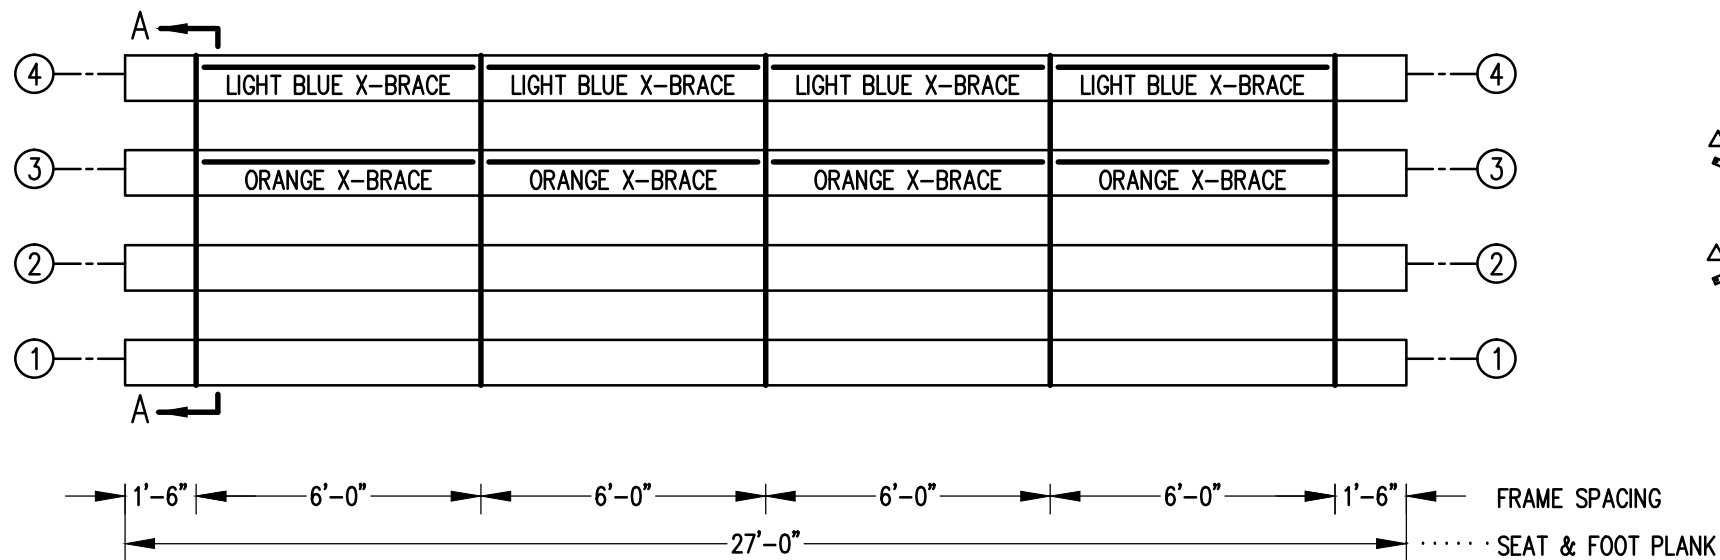 A
4 LIGHT BLUE X-BRACE LIGHT BLUE X-BRACE LIGHT BLUE X-BRACE LIGHT BLUE X-BRACE 4
3 ORANGE X-BRACE ORANGE X-BRACE ORANGE X-BRACE ORANGE X-BRACE 3
2 2
1 1
A
1'-6" 6'-0" 6'-0" 6'-0" 6'-0" 1'-6" FRAME SPACING
27'-0" ...... SEAT & FOOT PLANK